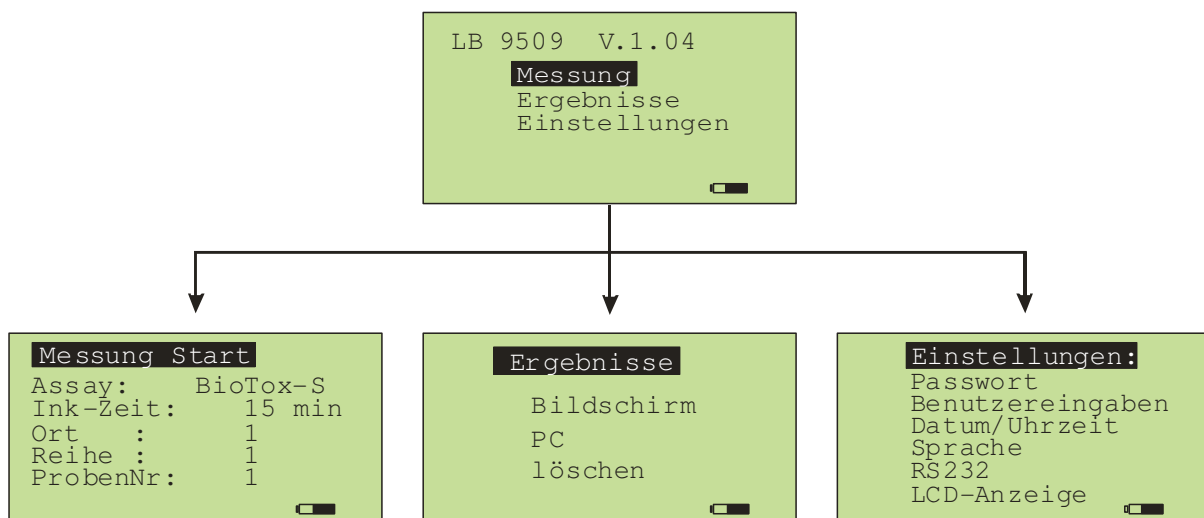 LB 9509 V.1.04
Messung
Ergebnisse
Einstellungen
Messung Start
Assay: BioTox-S
Ink-Zeit: 15 min
Ort : 1
Reihe : 1
ProbenNr: 1
Ergebnisse
Bildschirm
PC
löschen
Einstellungen:
Passwort
Benutzereingaben
Datum/Uhrzeit
Sprache
RS232
LCD-Anzeige